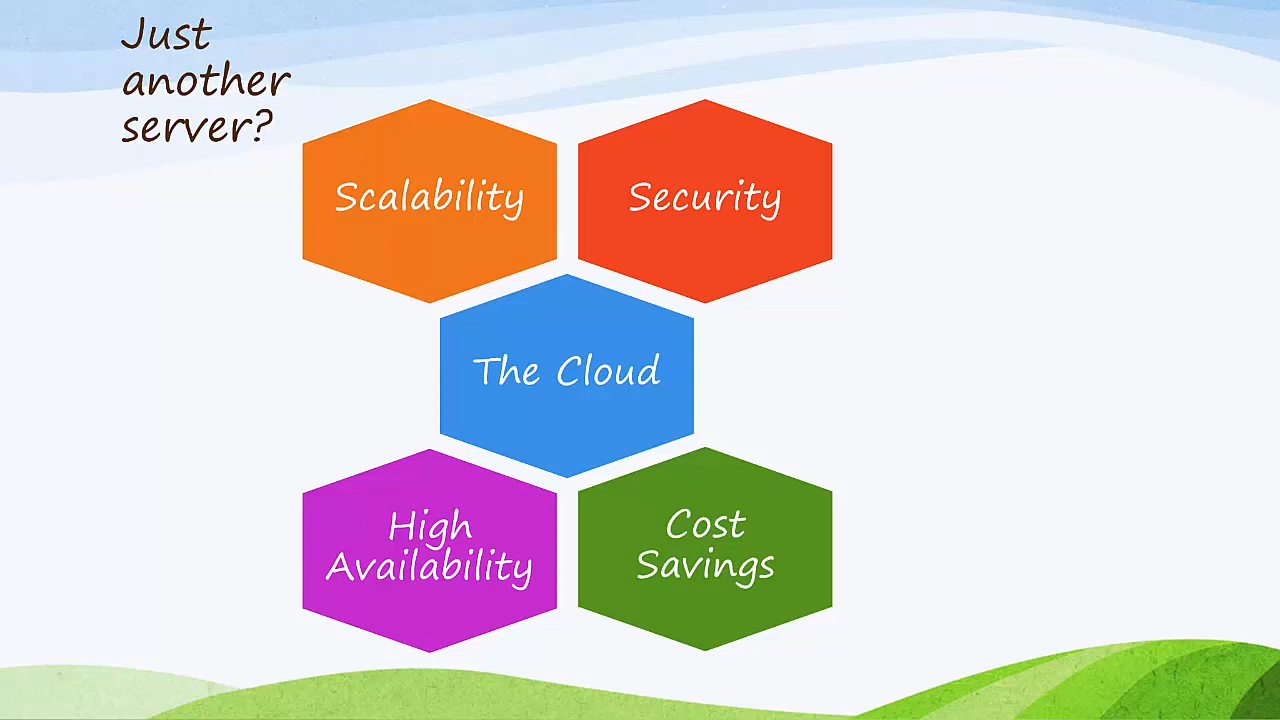 Just
another
server?
Scalability
Security
The Cloud
High
Availability
Cost
Savings